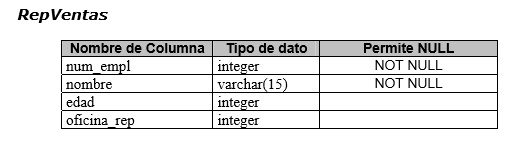 RepVentas
Nombre de Columna Tipo de dato Permite NULL
num_empl integer NOT NULL
nombre varchar(15) NOT NULL
edad integer
oficina_rep integer